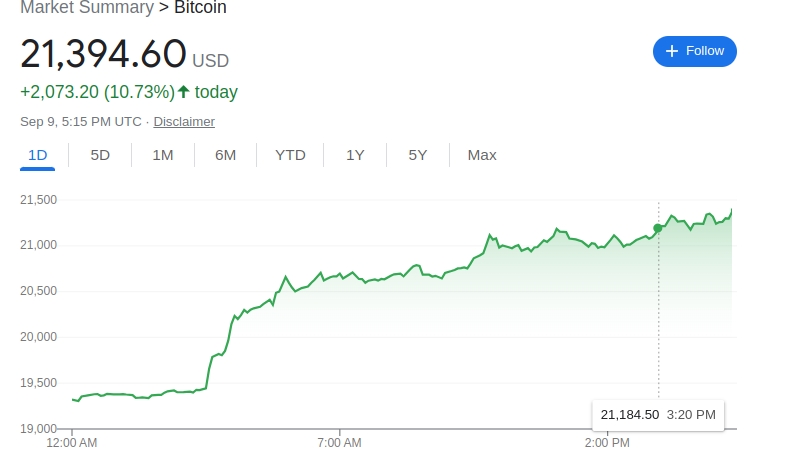 Market Summary > Bitcoin
21,394.60 USD
+ Follow
+2,073.20 (10.73%) ↑ today
Sep 9, 5:15 PM UTC · Disclaimer
1D 5D 1M 6M YTD 1Y 5Y Max
21,500
21,000
20,500
20,000
19,500
19,000
21,184.50 3:20 PM
12:00 AM 7:00 AM 2:00 PM